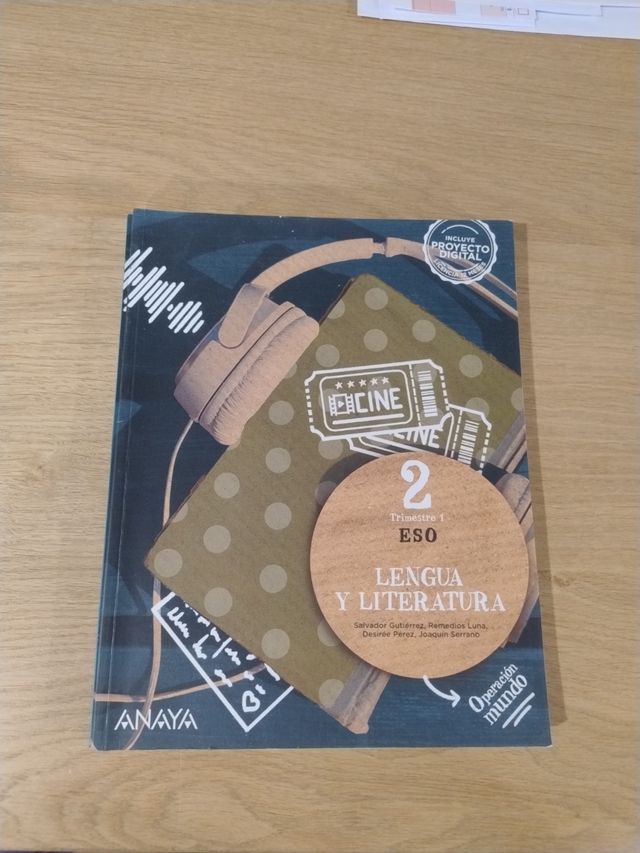 INCLUYE
PROYECTO
DIGITAL
CINE
CINE
2
Trimestre 1
ESO
LENGUA
Y LITERATURA
Salvador Gutiérrez, Remedios Luna,
Desirée Pérez, Joaquín Serrano
Operación
mundo
ANAYA